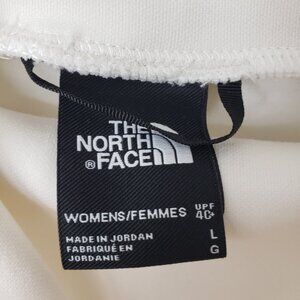 THE
NORTH
® FACE
WOMENS/FEMMES
UPF
40+
MADE IN JORDAN
FABRIQUÉ EN
JORDANIE
L
G